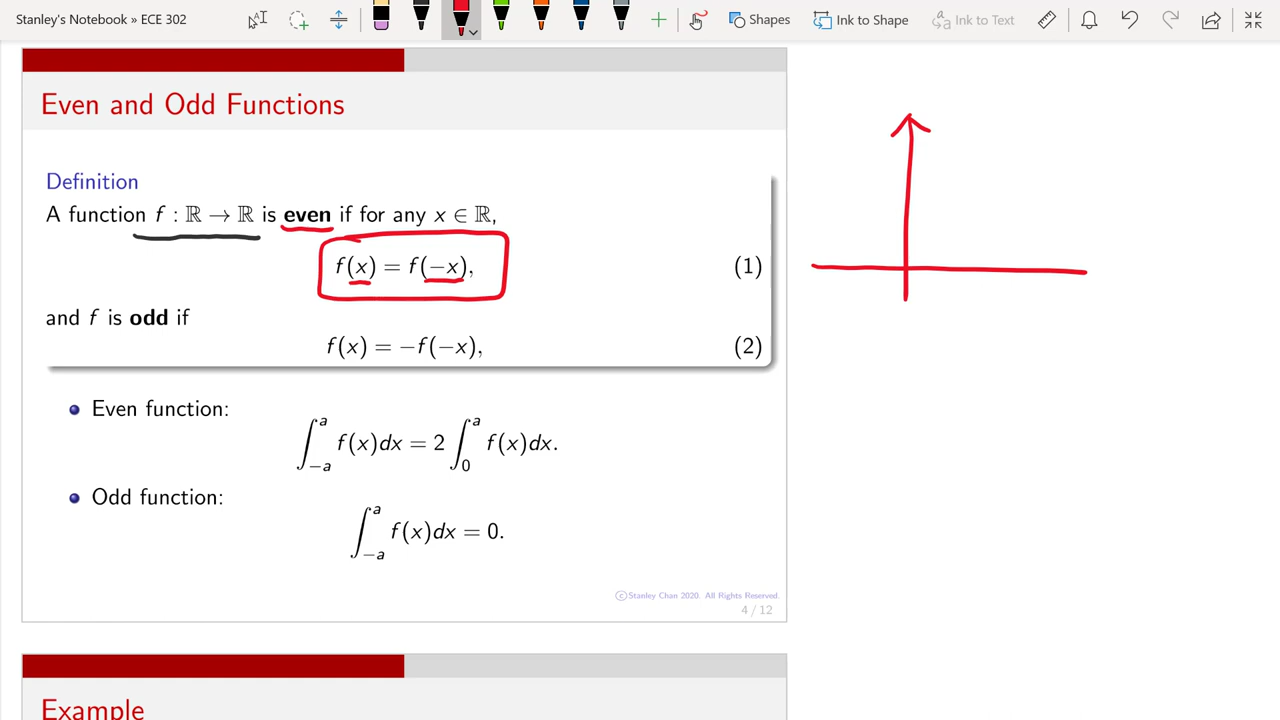 Stanley's Notebook » ECE 302
Shapes
Ink to Shape
Ink to Text
Even and Odd Functions
Definition
A function f : ℝ → ℝ is even if for any x ∈ ℝ,
f(x) = f(−x), (1)
and f is odd if
f(x) = −f(−x), (2)
Even function:
∫_{−a}^{a} f(x)dx = 2 ∫_{0}^{a} f(x)dx.
Odd function:
∫_{−a}^{a} f(x)dx = 0.
©Stanley Chan 2020. All Rights Reserved.
4 / 12
Example